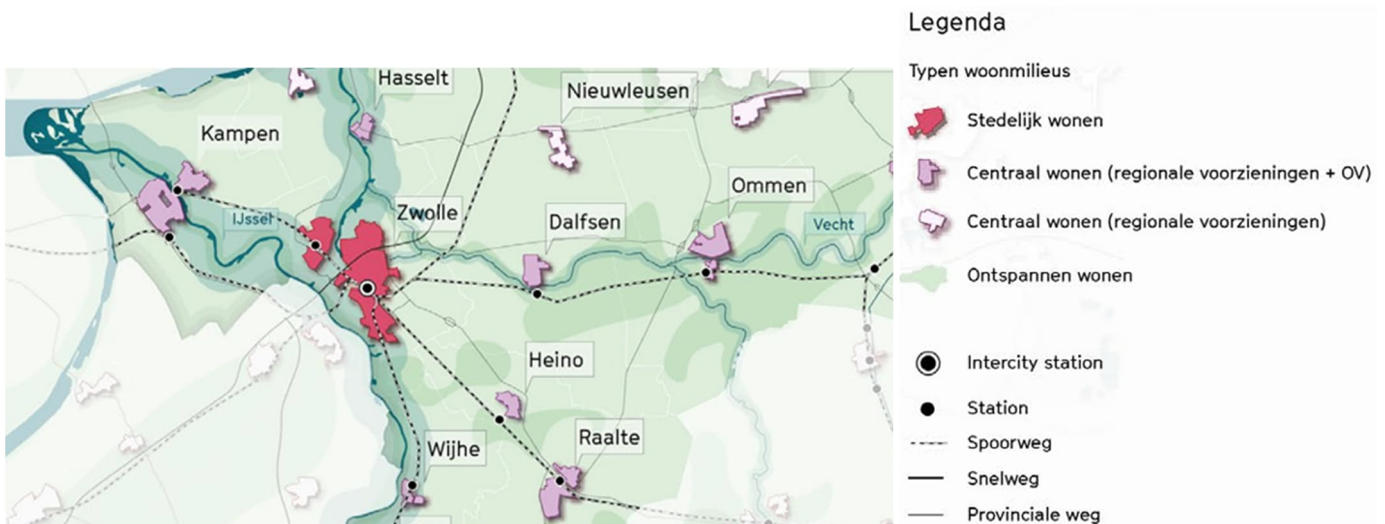 Hasselt
Nieuwleusen
Kampen
Ommen
IJssel
Zwolle
Dalfsen
Vecht
Heino
Raalte
Wijhe
Legenda
Typen woonmilieus
Stedelijk wonen
Centraal wonen (regionale voorzieningen + OV)
Centraal wonen (regionale voorzieningen)
Ontspannen wonen
Intercity station
Station
Spoorweg
Snelweg
Provinciale weg